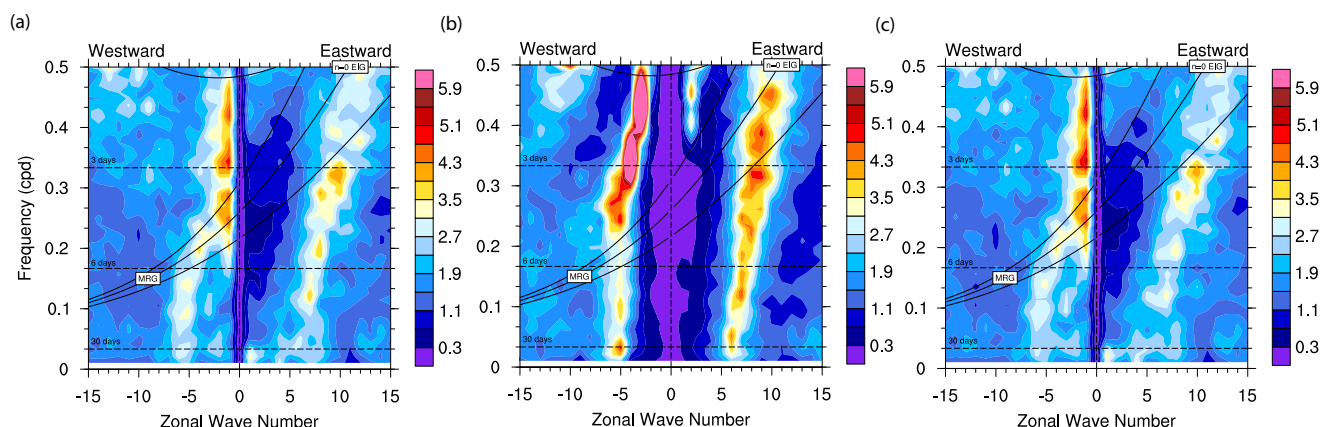 (a)
Westward Eastward
n=0 EIG
0.5
0.4
0.3
0.2
0.1
0
Frequency (cpd)
3 days
6 days
MRG
30 days
-15 -10 -5 0 5 10 15
Zonal Wave Number
5.9
5.1
4.3
3.5
2.7
1.9
1.1
0.3
(b)
Westward Eastward
n=0 EIG
0.5
0.4
0.3
0.2
0.1
0
3 days
6 days
MRG
30 days
-15 -10 -5 0 5 10 15
Zonal Wave Number
5.9
5.1
4.3
3.5
2.7
1.9
1.1
0.3
(c)
Westward Eastward
n=0 EIG
0.5
0.4
0.3
0.2
0.1
0
3 days
6 days
MRG
30 days
-15 -10 -5 0 5 10 15
Zonal Wave Number
5.9
5.1
4.3
3.5
2.7
1.9
1.1
0.3